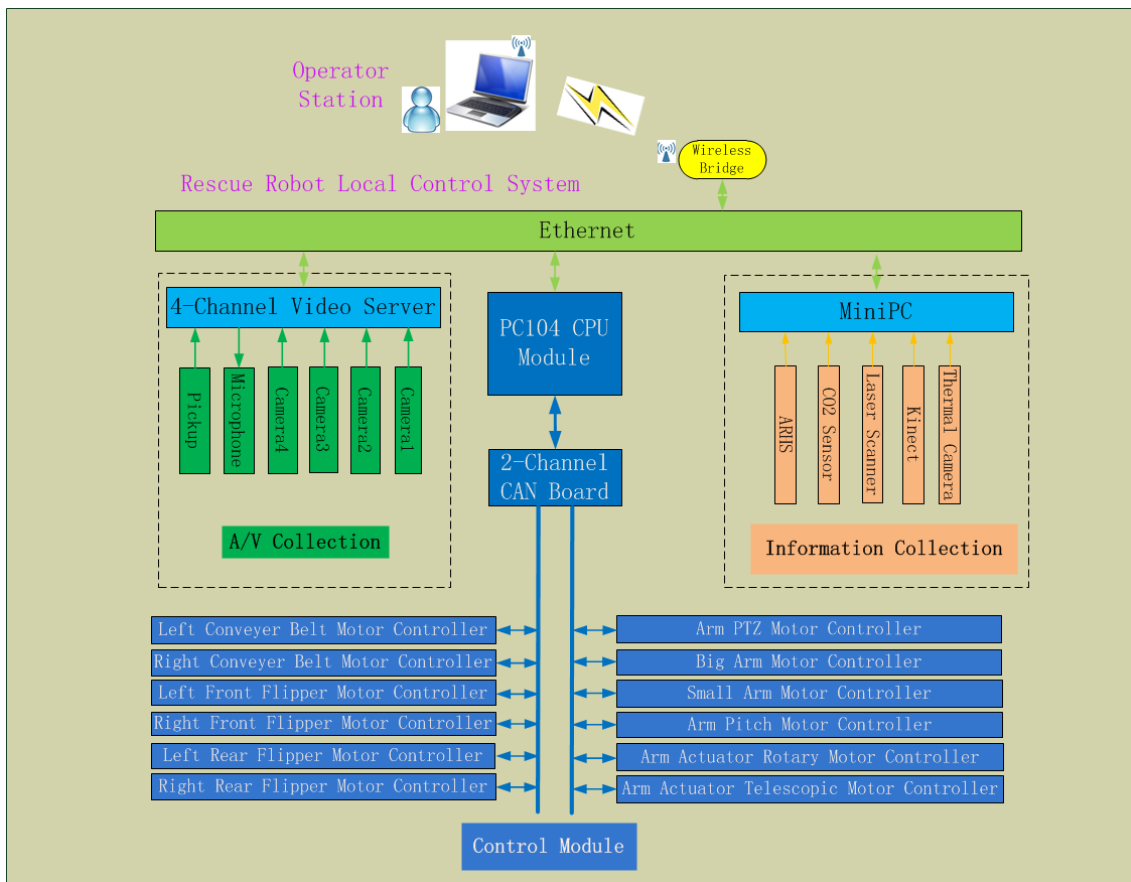 Operator
Station
Wireless
Bridge
Rescue Robot Local Control System
Ethernet
4-Channel Video Server
PC104 CPU
Module
MiniPC
Pickup
Microphone
Camera4
Camera3
Camera2
Camera1
ARHS
CO2 Sensor
Laser Scanner
Kinect
Thermal Camera
2-Channel
CAN Board
A/V Collection
Information Collection
Left Conveyer Belt Motor Controller
Right Conveyer Belt Motor Controller
Left Front Flipper Motor Controller
Right Front Flipper Motor Controller
Left Rear Flipper Motor Controller
Right Rear Flipper Motor Controller
Arm PTZ Motor Controller
Big Arm Motor Controller
Small Arm Motor Controller
Arm Pitch Motor Controller
Arm Actuator Rotary Motor Controller
Arm Actuator Telescopic Motor Controller
Control Module